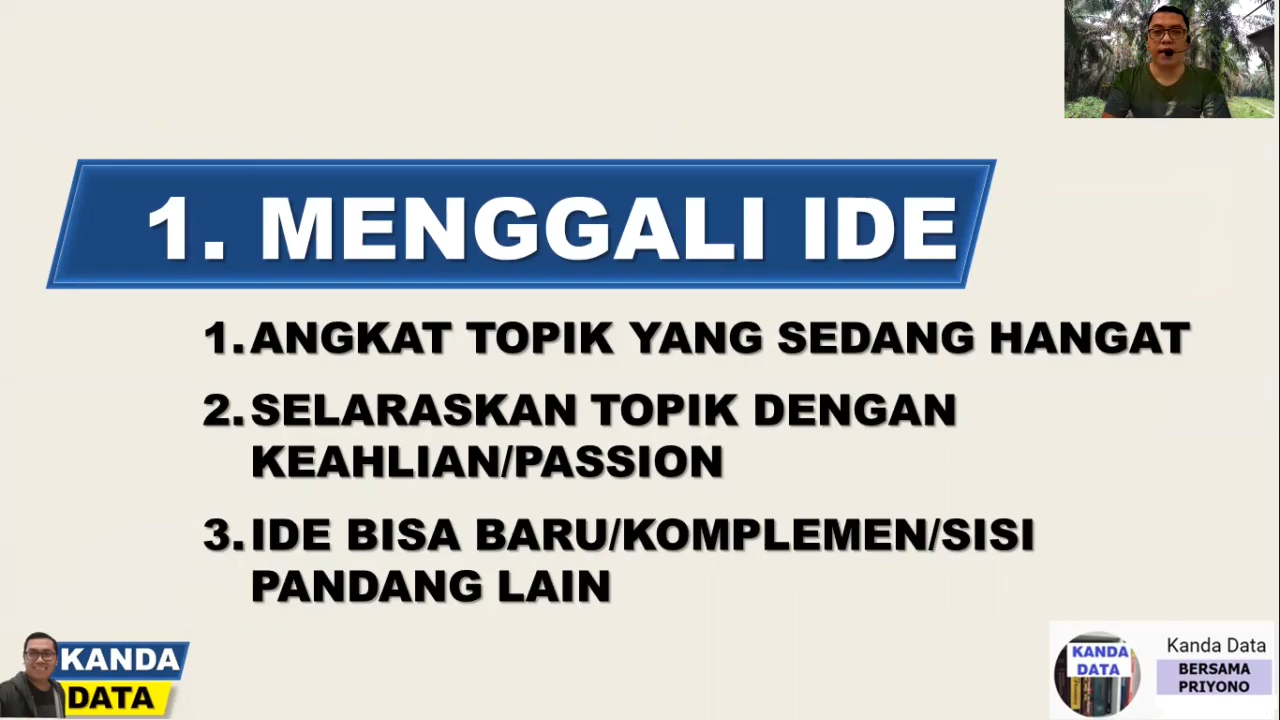 1. MENGGALI IDE
1. ANGKAT TOPIK YANG SEDANG HANGAT
2. SELARASKAN TOPIK DENGAN
KEAHLIAN/PASSION
3. IDE BISA BARU/KOMPLEMEN/SISI
PANDANG LAIN
KANDA
DATA
KANDA
DATA
Kanda Data
BERSAMA
PRIYONO